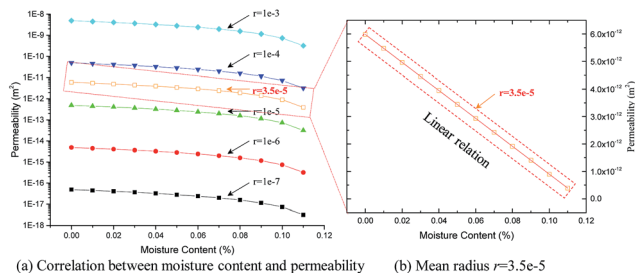 1E-8
1E-9
1E-10
1E-11
1E-12
1E-13
1E-14
1E-15
1E-16
1E-17
1E-18
Permeability (m²)
r=1e-3
r=1e-4
r=3.5e-5
r=1e-5
r=1e-6
r=1e-7
0.00 0.02 0.04 0.06 0.08 0.10 0.12
Moisture Content (%)
(a) Correlation between moisture content and permeability
r=3.5e-5
Linear relation
6.0x10⁻¹²
5.0x10⁻¹²
4.0x10⁻¹²
3.0x10⁻¹²
2.0x10⁻¹²
1.0x10⁻¹²
0.0
Permeability (m²)
0.00 0.02 0.04 0.06 0.08 0.10 0.12
Moisture Content (%)
(b) Mean radius r=3.5e-5